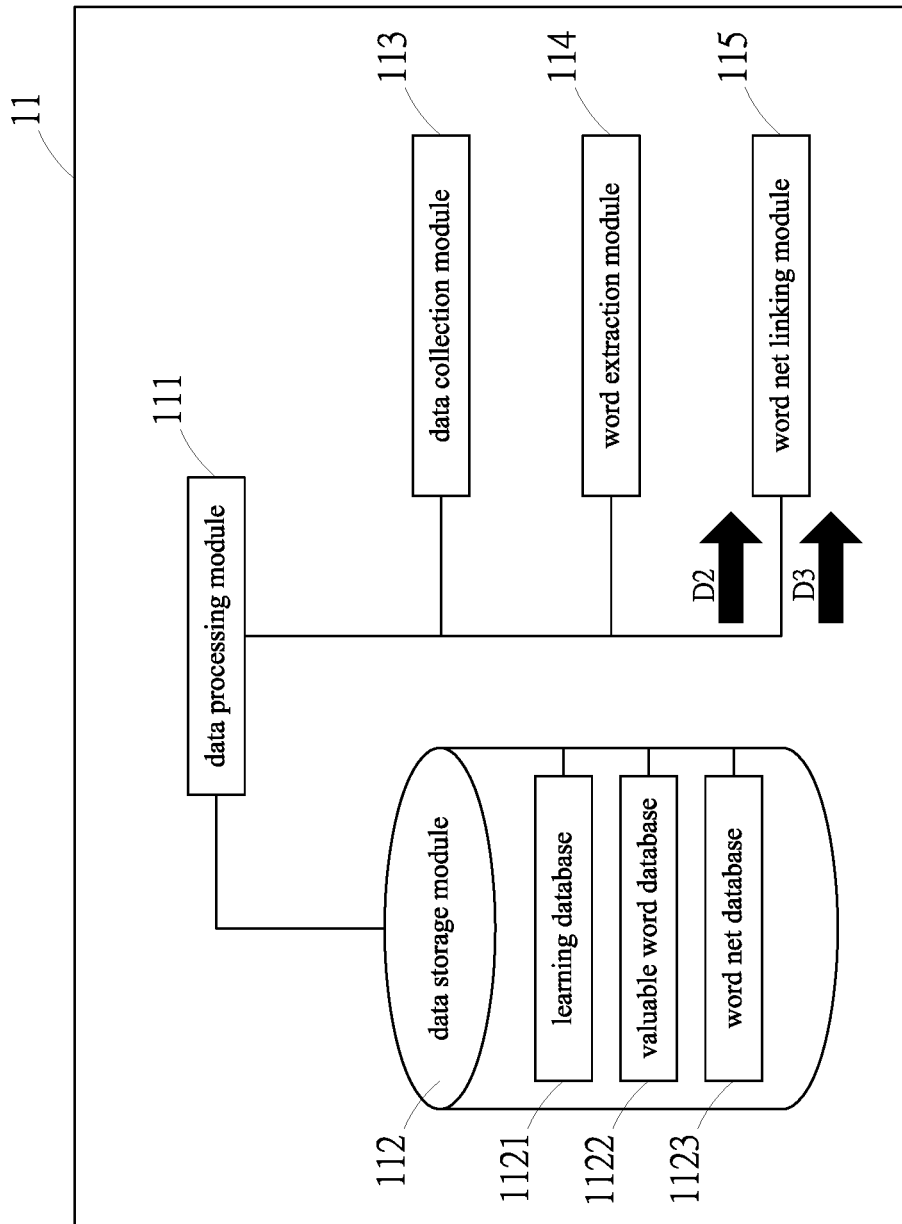 11
111
data processing module
112
data storage module
113
data collection module
1121
learning database
114
word extraction module
1122
valuable word database
1123
word net database
D2
115
word net linking module
D3